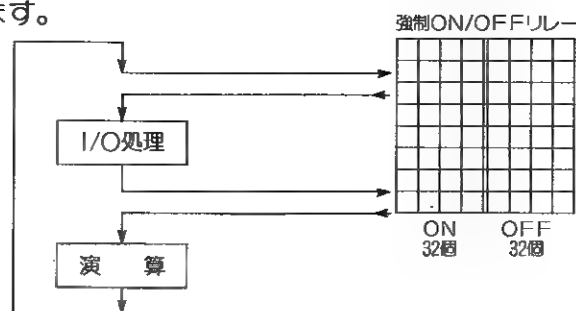 ます。
強制ON/OFFリレー
I/O処理
ON OFF
32個 32個
演 算